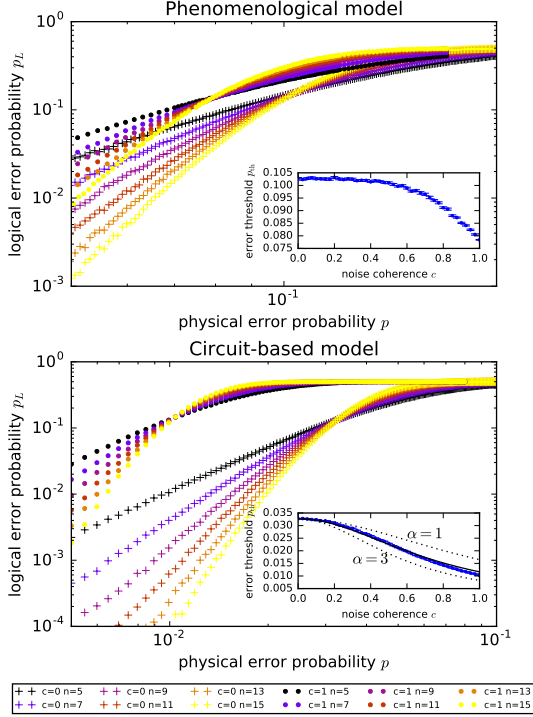 Phenomenological model
10⁰
10⁻¹
10⁻²
10⁻³
logical error probability p_L
0.105
0.100
0.095
0.090
0.085
0.080
0.075
error threshold p_th
0.0 0.2 0.4 0.6 0.8 1.0
noise coherence c
10⁻¹
physical error probability p
Circuit-based model
10⁰
10⁻¹
10⁻²
10⁻³
10⁻⁴
logical error probability p_L
0.035
0.030
0.025
0.020
0.015
0.010
0.005
error threshold
α=1
α=3
0.0 0.2 0.4 0.6 0.8 1.0
noise coherence c
10⁻² 10⁻¹
physical error probability p
c=0 n=5 c=0 n=9 c=0 n=13 c=1 n=5 c=1 n=9 c=1 n=13
c=0 n=7 c=0 n=11 c=0 n=15 c=1 n=7 c=1 n=11 c=1 n=15